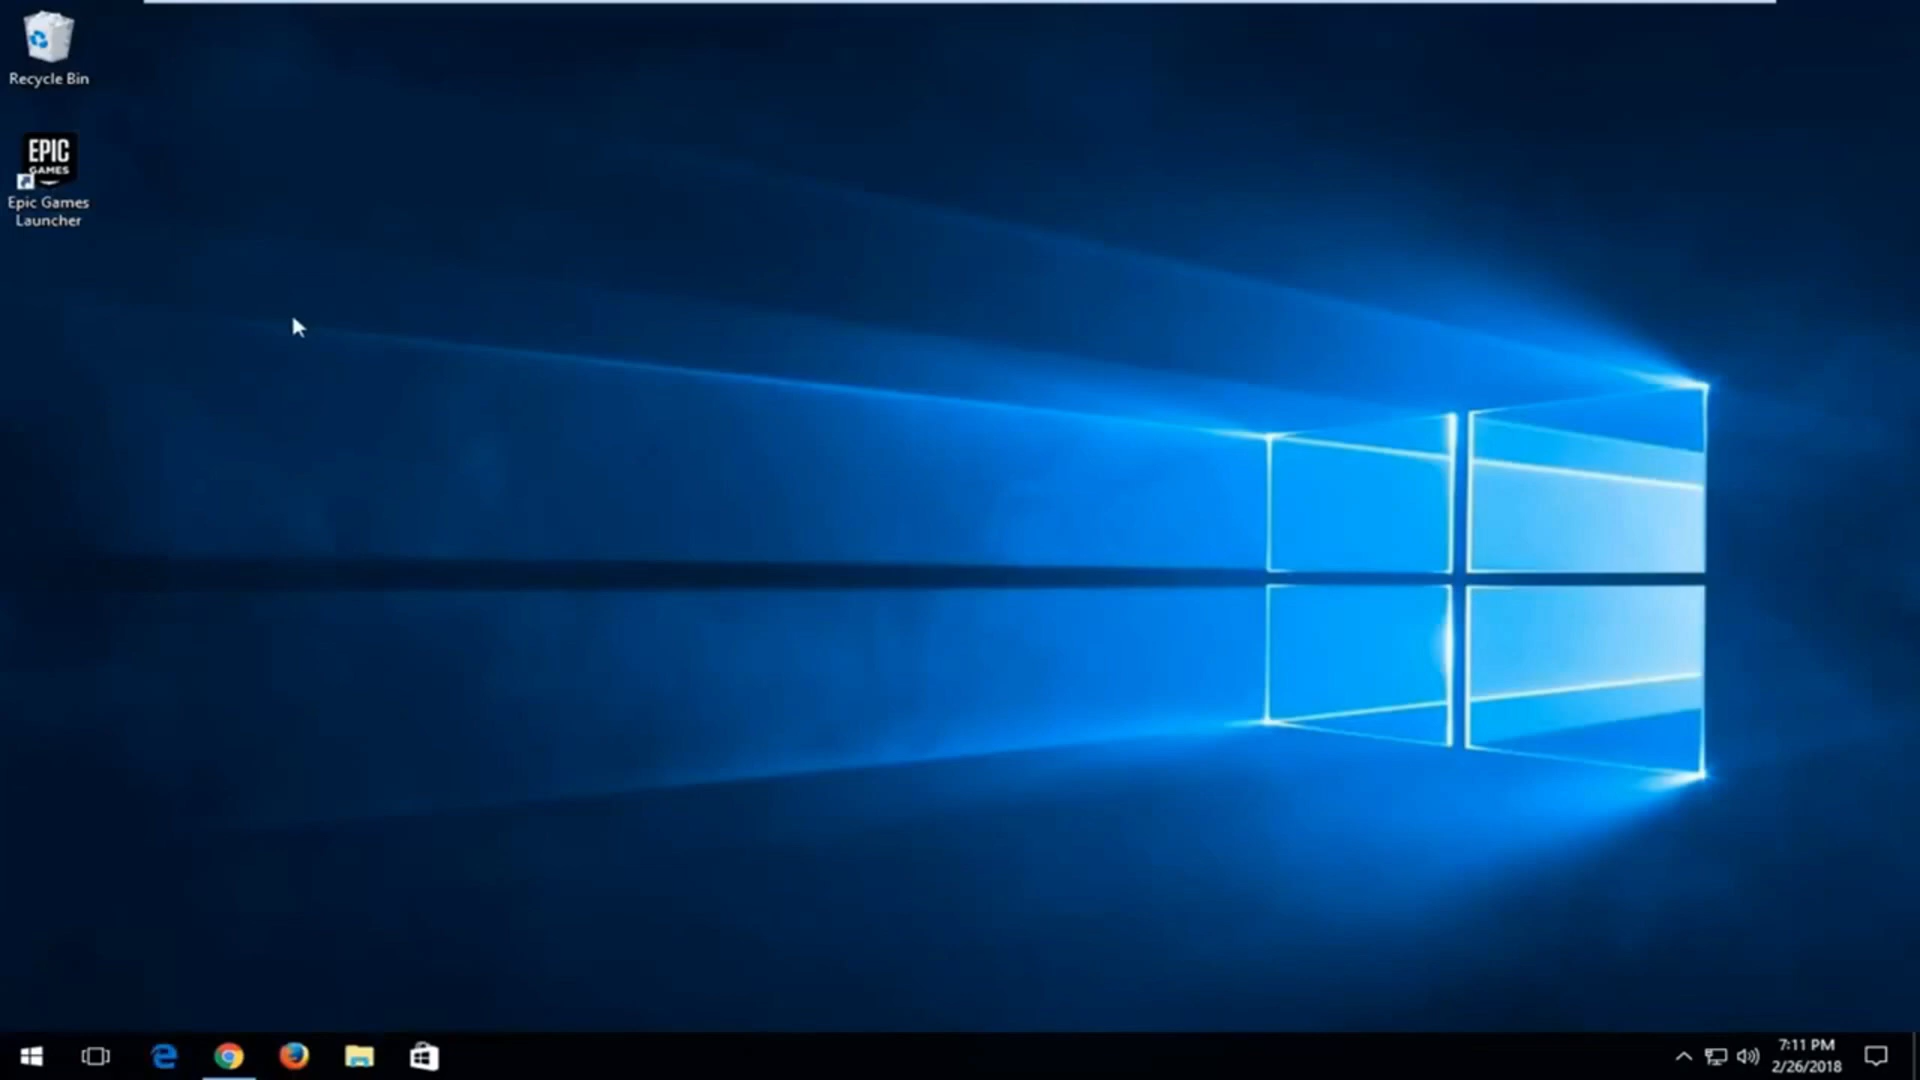 Recycle Bin
EPIC
GAMES
Epic Games
Launcher
7:11 PM
2/26/2018